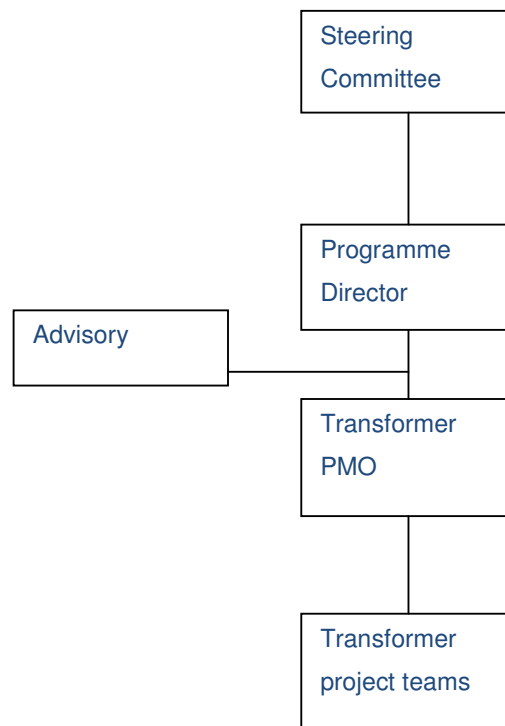 Steering
Committee
Programme
Director
Advisory
Transformer
PMO
Transformer
project teams